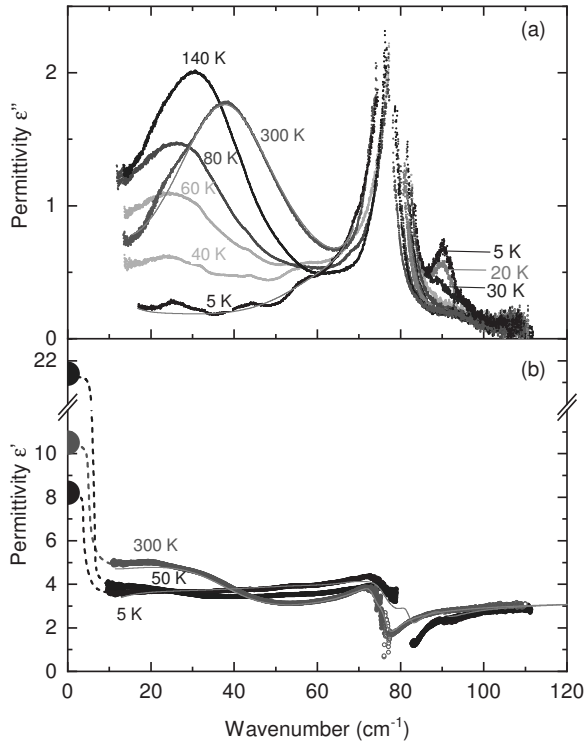 (a)
Permittivity ε''
2
1
0
140 K
300 K
80 K
60 K
40 K
5 K
5 K
20 K
30 K
(b)
Permittivity ε'
22
10
8
6
4
2
0
300 K
50 K
5 K
0 20 40 60 80 100 120
Wavenumber (cm⁻¹)